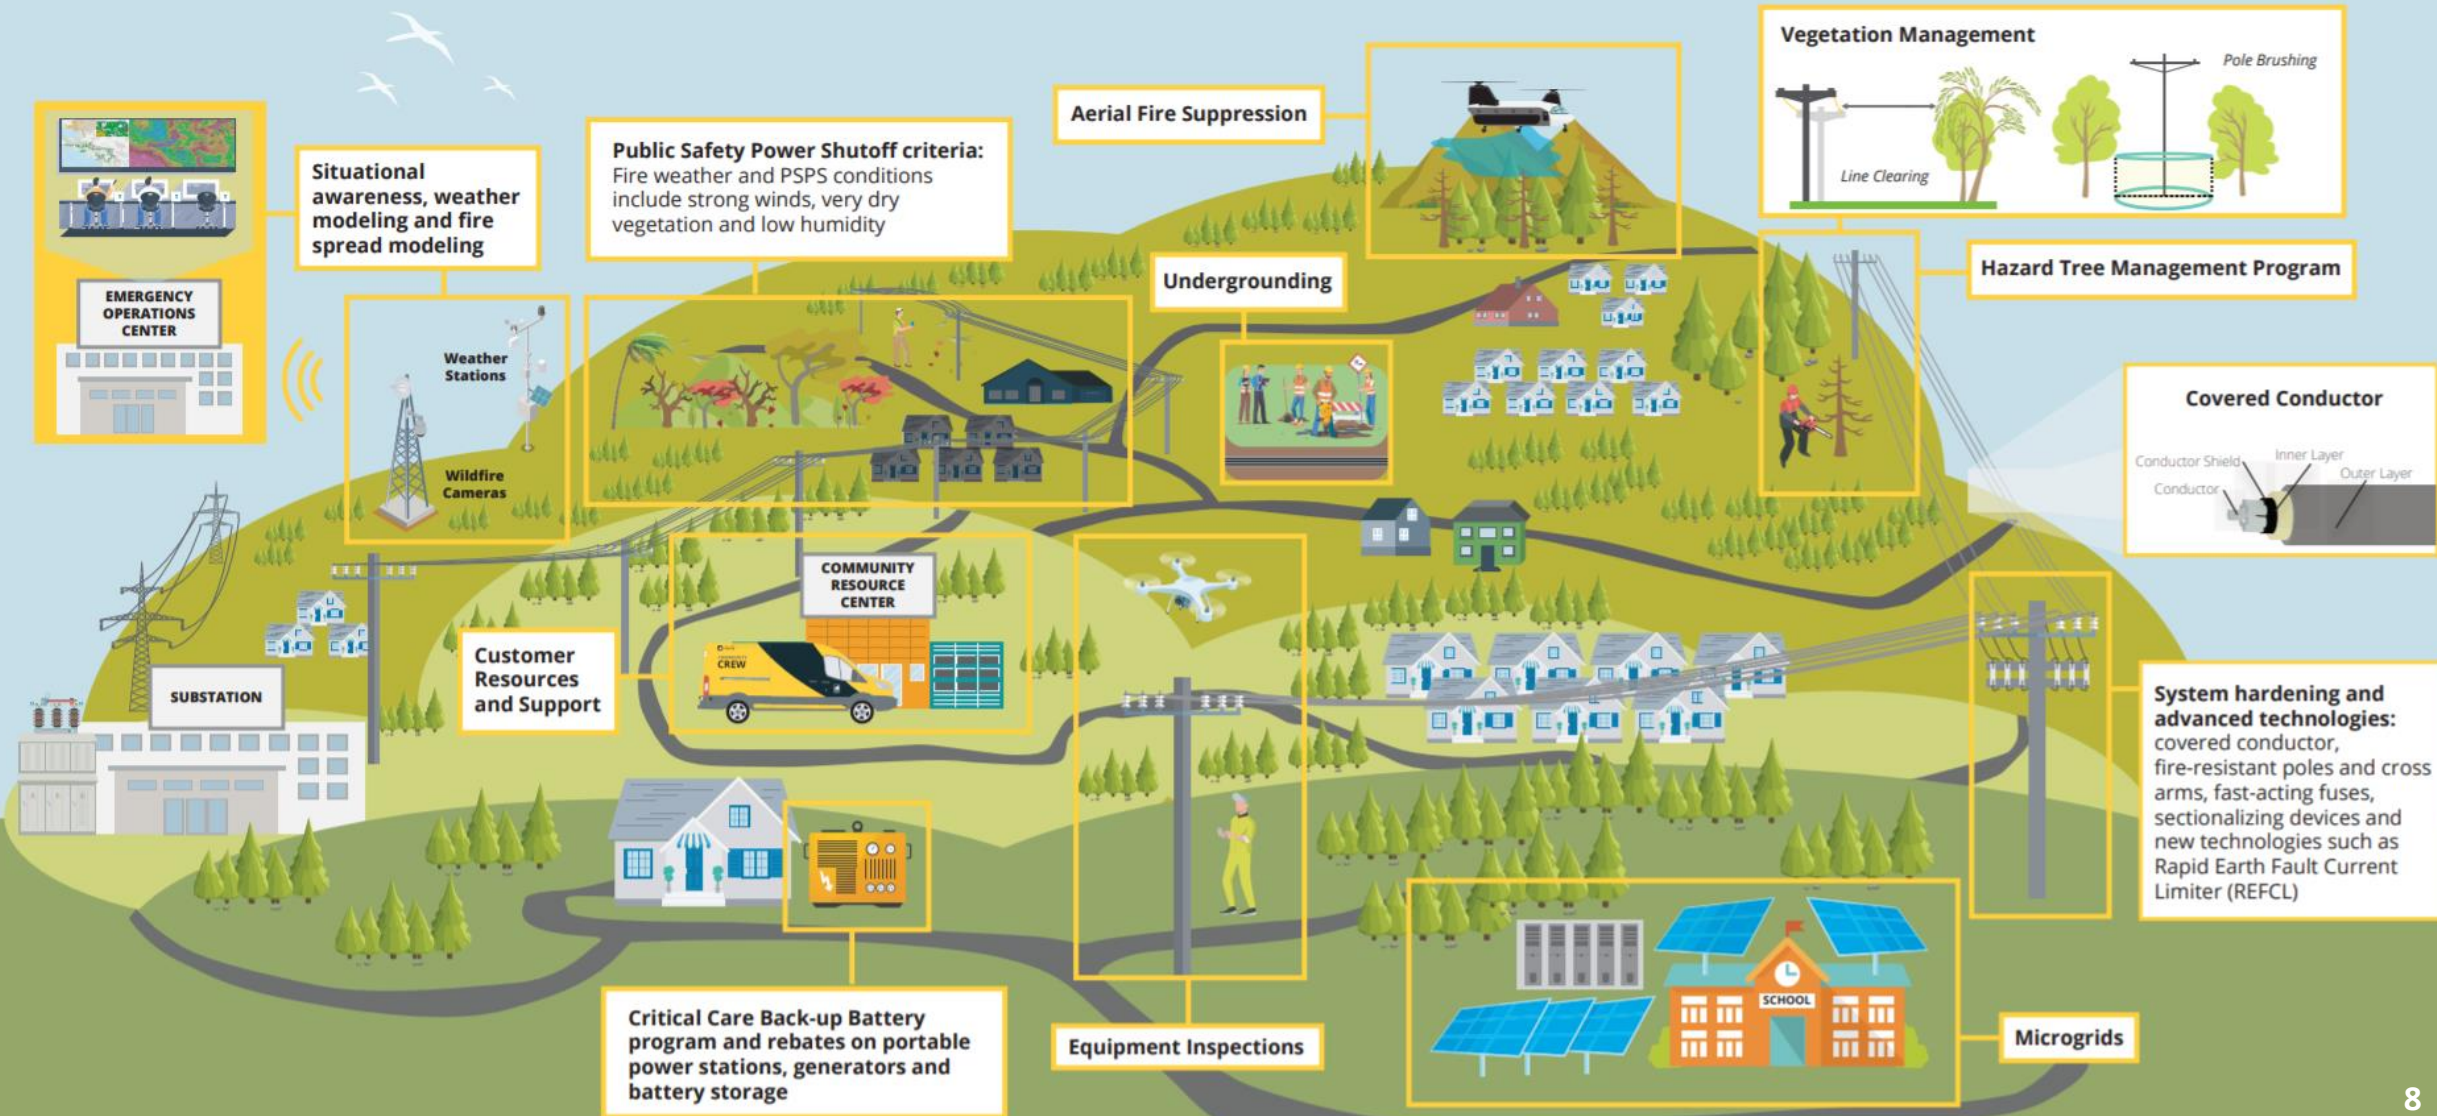 EMERGENCY
OPERATIONS
CENTER
Situational
awareness, weather
modeling and fire
spread modeling
Weather
Stations
Wildfire
Cameras
Public Safety Power Shutoff criteria:
Fire weather and PSPS conditions
include strong winds, very dry
vegetation and low humidity
Aerial Fire Suppression
Undergrounding
Vegetation Management
Pole Brushing
Line Clearing
Hazard Tree Management Program
Covered Conductor
Conductor Shield
Inner Layer
Outer Layer
Conductor
SUBSTATION
Customer
Resources
and Support
COMMUNITY
RESOURCE
CENTER
CREW
System hardening and
advanced technologies:
covered conductor,
fire-resistant poles and cross
arms, fast-acting fuses,
sectionalizing devices and
new technologies such as
Rapid Earth Fault Current
Limiter (REFCL)
Critical Care Back-up Battery
program and rebates on portable
power stations, generators and
battery storage
Equipment Inspections
SCHOOL
Microgrids
8